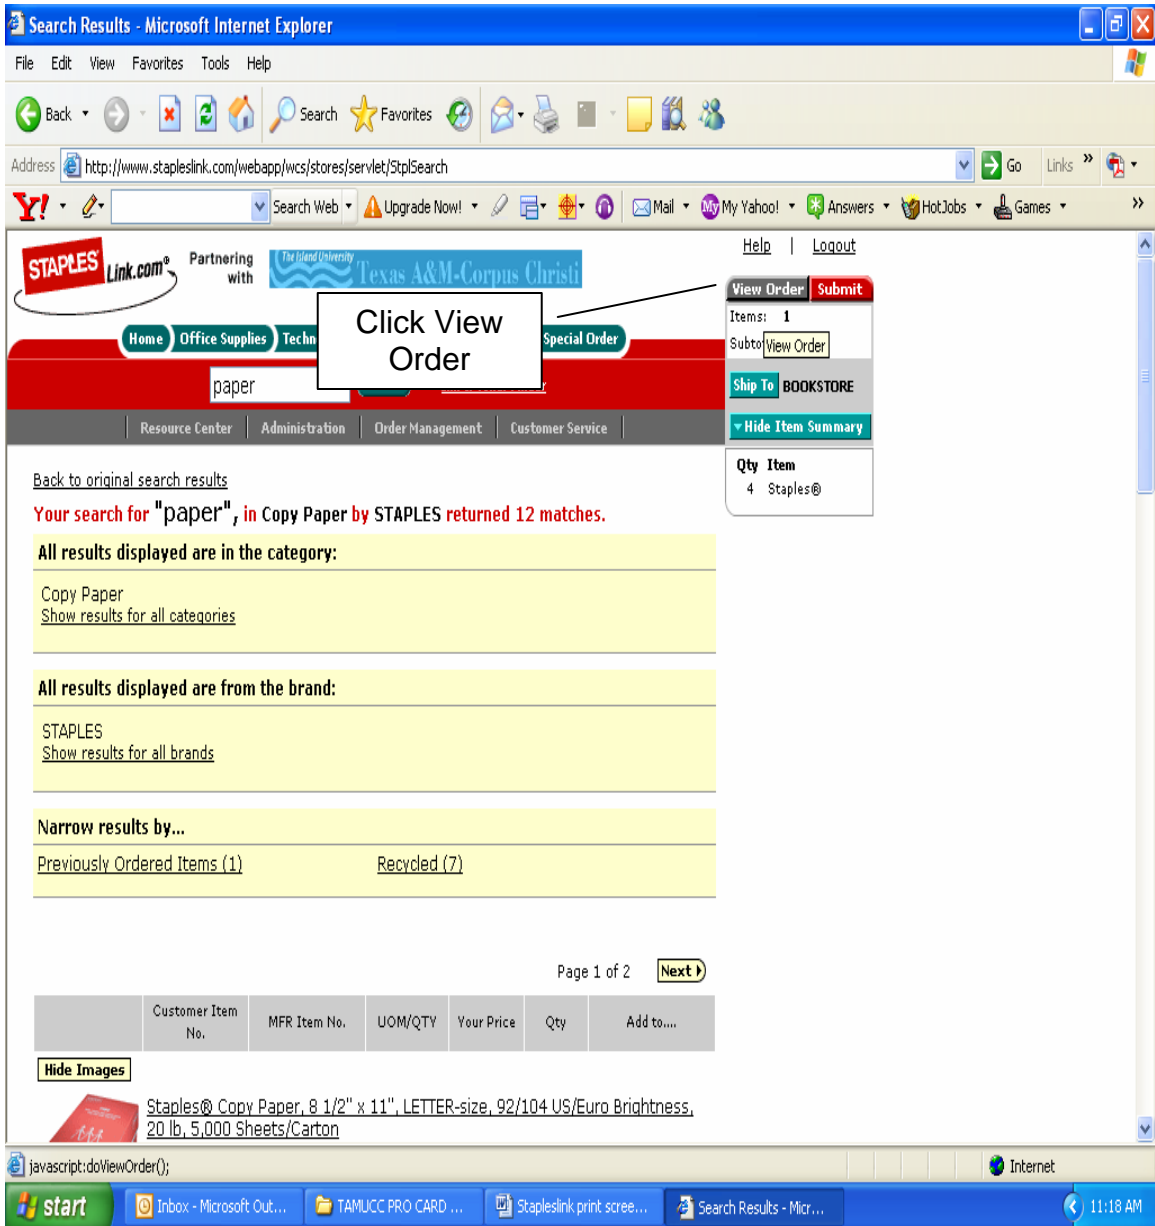 Search Results - Microsoft Internet Explorer
File Edit View Favorites Tools Help
Back Search Favorites
Address http://www.stapleslink.com/webapp/wcs/stores/servlet/StplSearch Go Links »
Y! Search Web Upgrade Now! Mail My My Yahoo! Answers HotJobs Games »
STAPLES Link.com® Partnering with
The Island University
Texas A&M-Corpus Christi
Help | Logout
View Order Submit
Items: 1
Subto
View Order
Ship To BOOKSTORE
Hide Item Summary
Qty Item
4 Staples®
Click View
Order
Home Office Supplies Techn Special Order
paper
Resource Center Administration Order Management Customer Service
Back to original search results
Your search for "paper", in Copy Paper by STAPLES returned 12 matches.
All results displayed are in the category:
Copy Paper
Show results for all categories
All results displayed are from the brand:
STAPLES
Show results for all brands
Narrow results by...
Previously Ordered Items (1) Recycled (7)
Page 1 of 2 Next
Customer Item No. MFR Item No. UOM/QTY Your Price Qty Add to....
Hide Images
Staples® Copy Paper, 8 1/2" x 11", LETTER-size, 92/104 US/Euro Brightness,
20 lb, 5,000 Sheets/Carton
javascript:doViewOrder(); Internet
start Inbox - Microsoft Out... TAMUCC PRO CARD ... Stapleslink print scree... Search Results - Micr... 11:18 AM